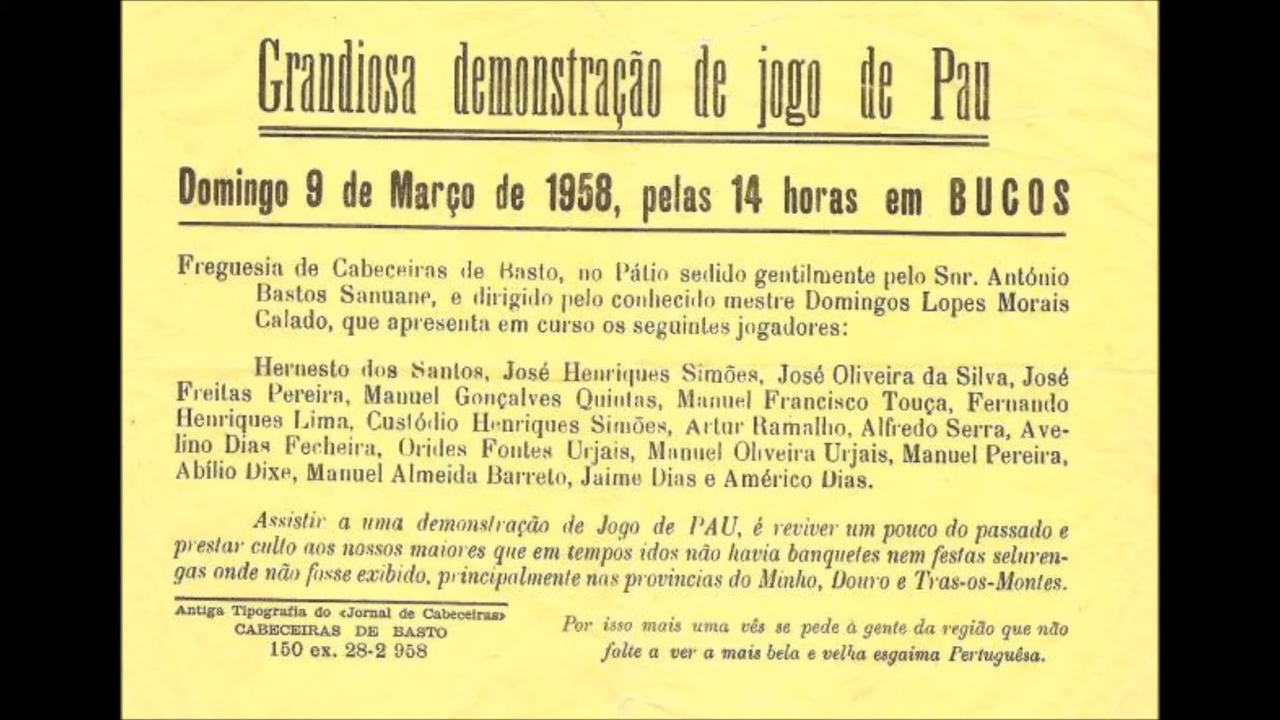 Grandiosa demonstração de jogo de Pau
Domingo 9 de Março de 1958, pelas 14 horas em BUCOS
Freguesia de Cabeceiras de Basto, no Pátio sedido gentilmente pelo Snr. António
Bastos Sanuane, e dirigido pelo conhecido mestre Domingos Lopes Morais
Calado, que apresenta em curso os seguintes jogadores:
Hernesto dos Santos, José Henriques Simões, José Oliveira da Silva, José
Freitas Pereira, Manuel Gonçalves Quintas, Manuel Francisco Touça, Fernando
Henriques Lima, Custódio Henriques Simões, Artur Ramalho, Alfredo Serra, Ave-
lino Dias Fecheira, Orides Fontes Urjais, Manuel Oliveira Urjais, Manuel Pereira,
Abílio Dixe, Manuel Almeida Barreto, Jaime Dias e Américo Dias.
Assistir a uma demonstração de Jogo de PAU, é reviver um pouco do passado e
prestar culto aos nossos maiores que em tempos idos não havia banquetes nem festas seluren-
gas onde não fosse exibido, principalmente nas provincias do Minho, Douro e Tras-os-Montes.
Antiga Tipografia do «Jornal de Cabeceiras»
CABECEIRAS DE BASTO
150 ex. 28-2 958
Por isso mais uma vês se pede à gente da região que não
falte a ver a mais bela e velha esgaima Pertuguêsa.